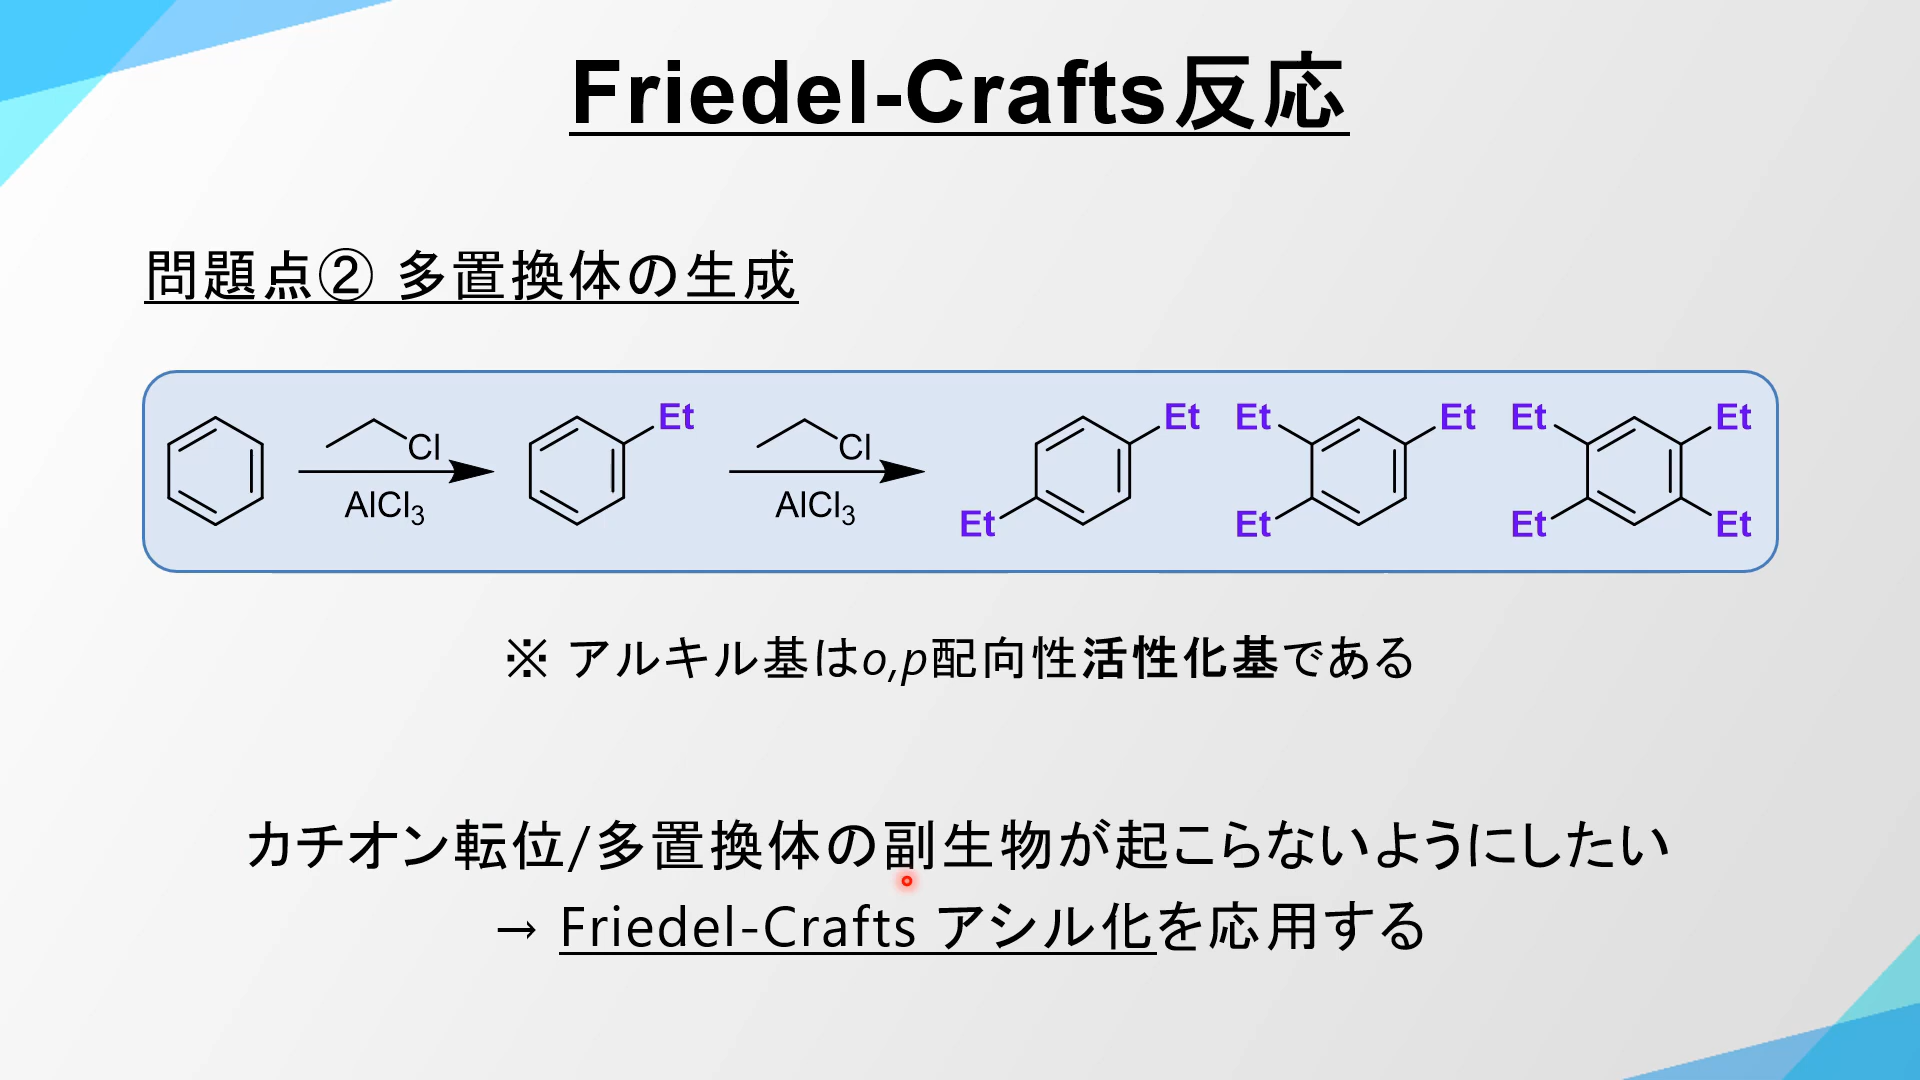 Friedel-Crafts反応
問題点② 多置換体の生成
Et Et Et Et Et Et
Cl Cl
AlCl₃ AlCl₃
Et Et Et Et
※ アルキル基はo,p配向性活性化基である
カチオン転位/多置換体の副生物が起こらないようにしたい
→ Friedel-Crafts アシル化を応用する